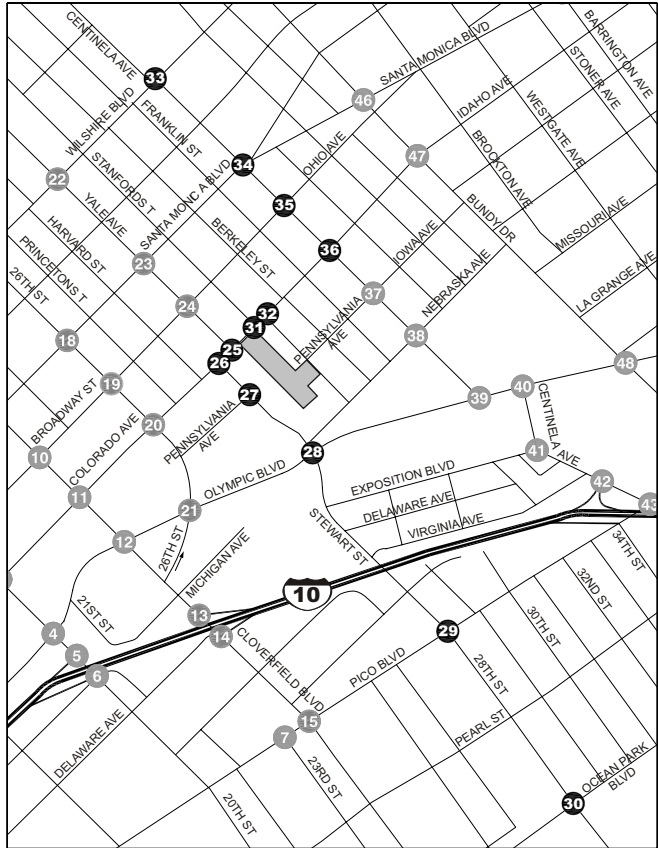 CENTINELA AVE
33
BARRINGTON AVE
STONER AVE
SANTA MONICA BLVD
WILSHIRE BLVD
FRANKLIN ST
46
IDAHO AVE
WESTGATE AVE
BROCKTON AVE
22
STANFORDS T
34
OHIO AVE
47
YALE AVE
SANTA MONC A BLVD
35
BUNDY DR
MISSOURI AVE
HARVARD ST
BERKELEY ST
36
IOWA AVE
PRINCETONS T
23
NEBRASKA AVE
LA GRANGE AVE
26TH ST
24
37
32
31
PENNSYLVANIA
AVE
38
18
25
26
48
19
27
39
40
BROADWAY ST
20
PENNSYLVANIA
AVE
CENTINELA
AVE
COLORADO AVE
10
28
41
OLYMPIC BLVD
EXPOSITION BLVD
11
42
21
STEWART ST
DELAWARE AVE
43
12
26TH ST
VIRGINIA AVE
MICHIGAN AVE
34TH ST
10
32ND ST
21ST ST
13
30TH ST
4
14
29
5
CLOVERFIELD BLVD
PICO BLVD
28TH ST
6
DELAWARE AVE
15
7
PEARL ST
23RD ST
20TH ST
OCEAN PARK
BLVD
30